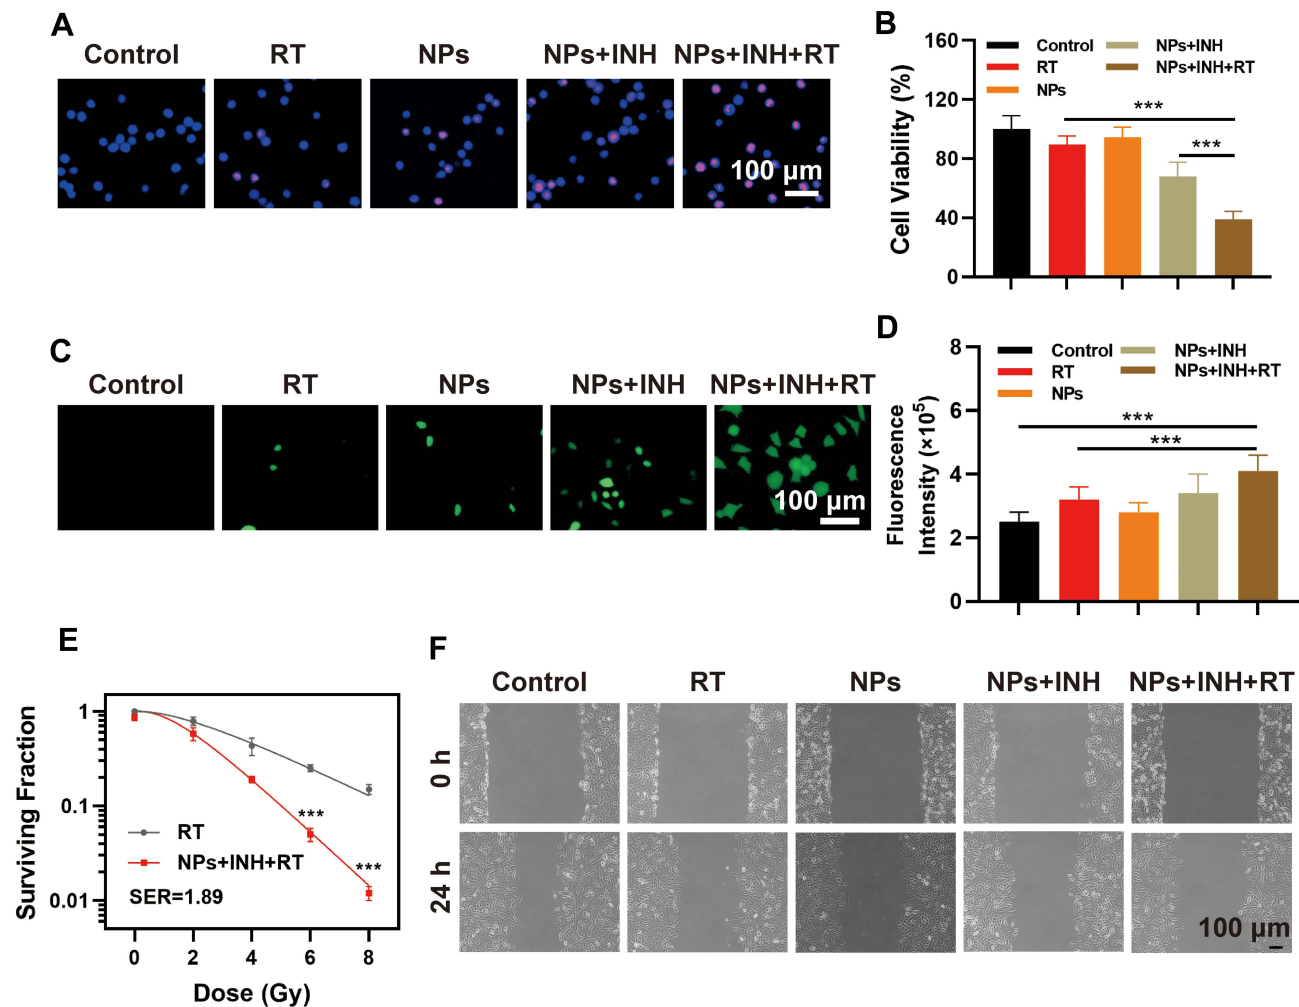 A
Control RT NPs NPs+INH NPs+INH+RT
100 µm
B
Cell Viability (%)
160
120
80
40
0
Control NPs+INH
RT NPs+INH+RT
NPs
***
***
C
Control RT NPs NPs+INH NPs+INH+RT
100 µm
D
Fluorescence
Intensity (×10⁵)
8
6
4
2
0
Control NPs+INH
RT NPs+INH+RT
NPs
***
***
E
Surviving Fraction
1
0.1
0.01
***
***
RT
NPs+INH+RT
SER=1.89
0 2 4 6 8
Dose (Gy)
F
Control RT NPs NPs+INH NPs+INH+RT
0 h
24 h
100 µm